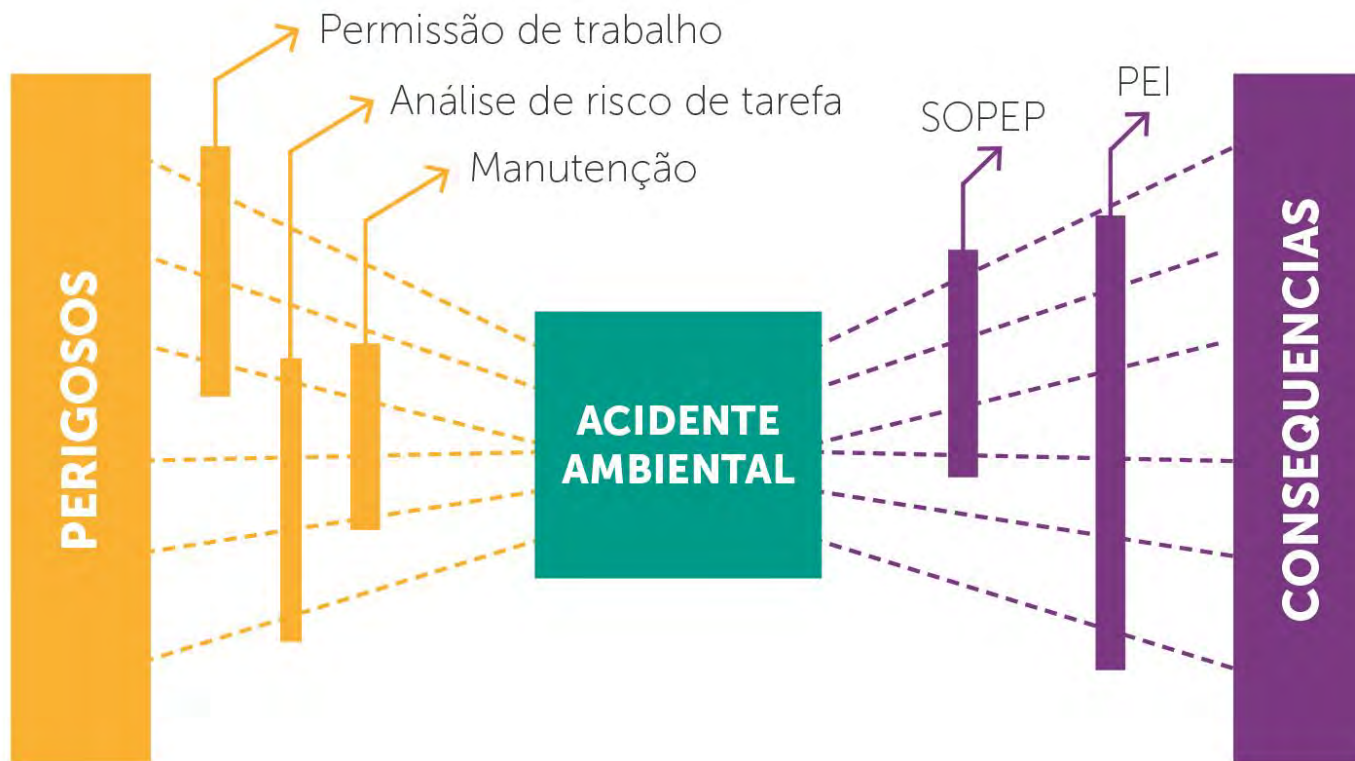 Permissão de trabalho
Análise de risco de tarefa
Manutenção
SOPEP
PEI
PERIGOSOS
ACIDENTE
AMBIENTAL
CONSEQUENCIAS